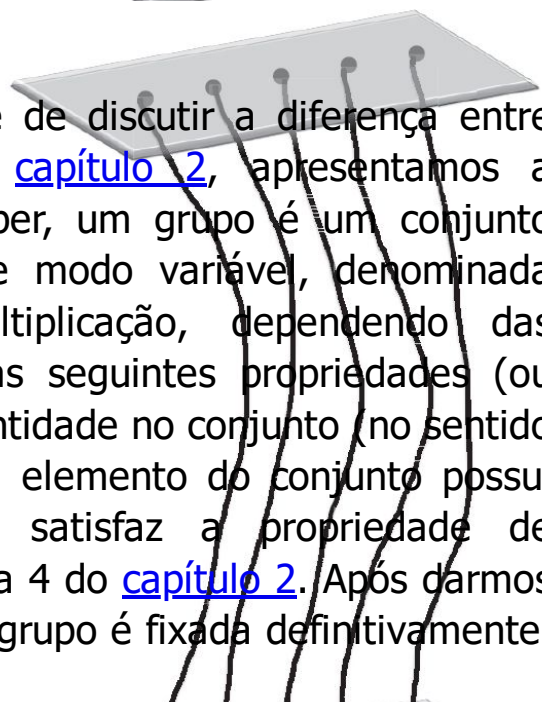 de discutir a diferença entre
capítulo 2, apresentamos a
ber, um grupo é um conjunto
e modo variável, denominada
ltiplicação, dependendo das
as seguintes propriedades (ou
ntidade no conjunto (no sentido
elemento do conjunto possui
satisfaz a propriedade de
a 4 do capítulo 2. Após darmos
grupo é fixada definitivamente